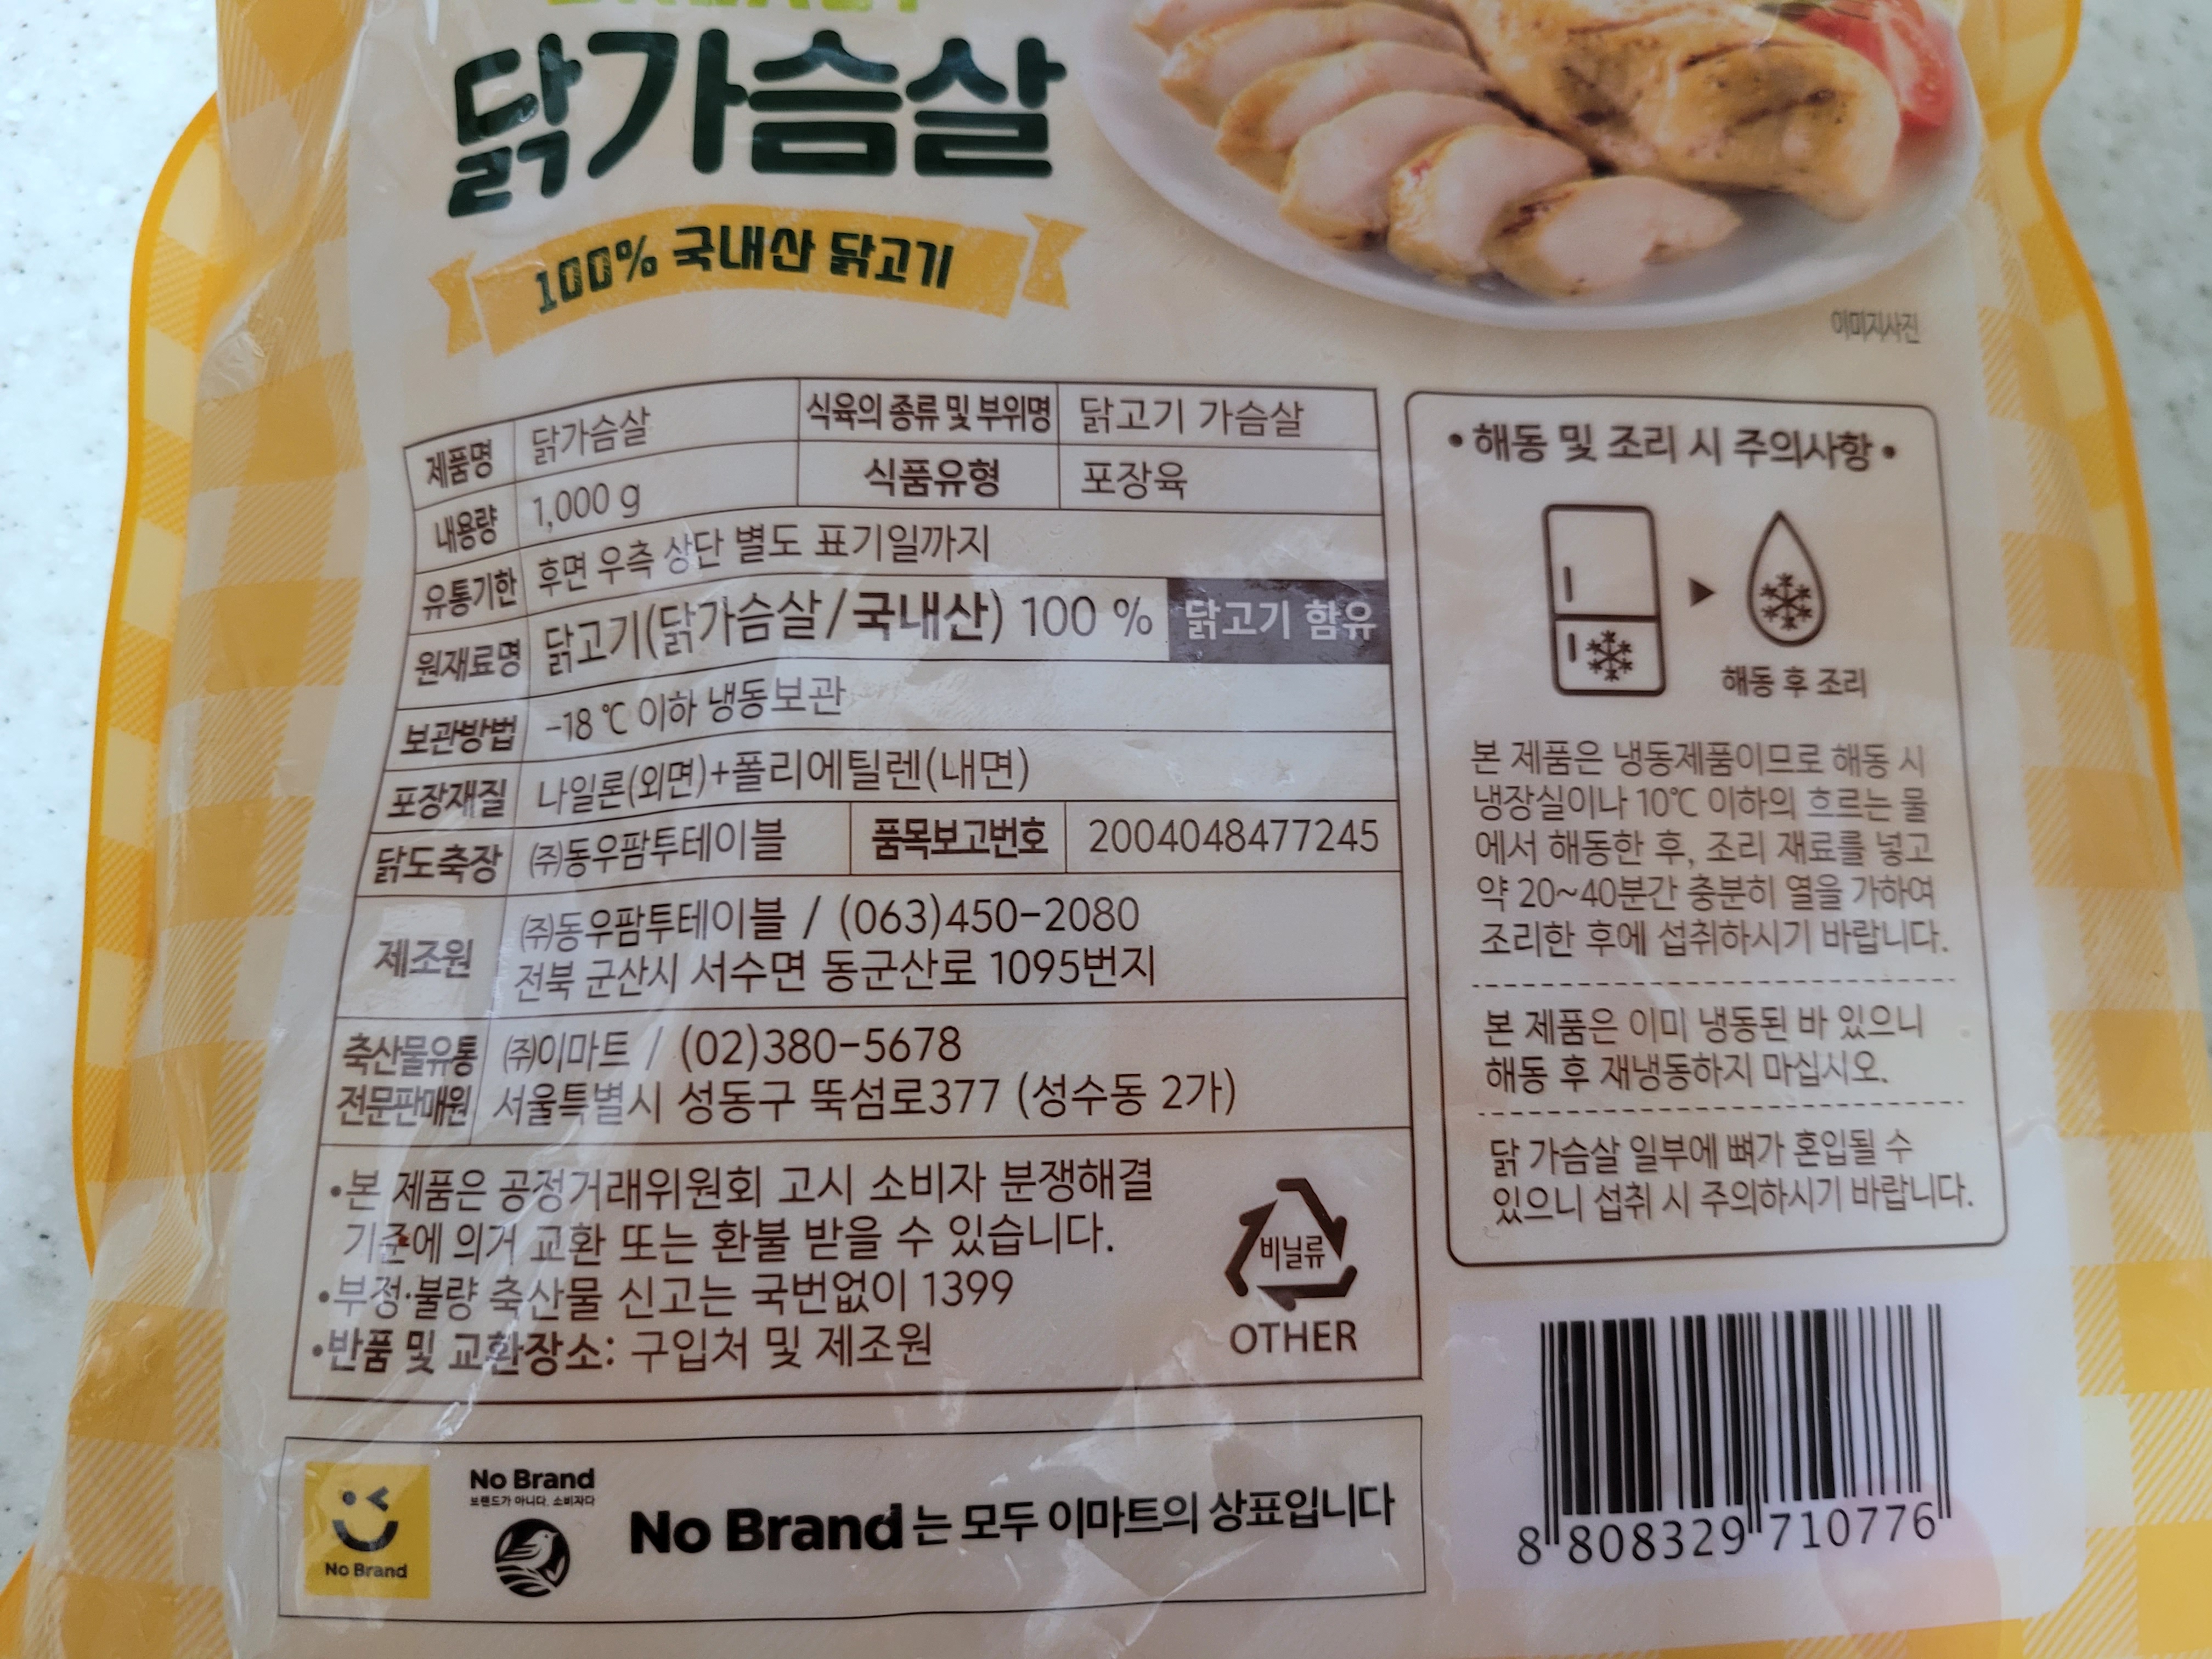 닭가슴살
100% 국내산 닭고기
이미지사진
제품명 닭가슴살 식육의 종류 및 부위명 닭고기 가슴살
내용량 1,000 g 식품유형 포장육
유통기한 후면 우측 상단 별도 표기일까지
원재료명 닭고기(닭가슴살/국내산) 100 % 닭고기 함유
보관방법 -18 ℃ 이하 냉동보관
포장재질 나일론(외면)+폴리에틸렌(내면)
닭도축장 ㈜동우팜투테이블 품목보고번호 2004048477245
제조원 ㈜동우팜투테이블 / (063)450-2080
전북 군산시 서수면 동군산로 1095번지
축산물유통 ㈜이마트 / (02)380-5678
전문판매원 서울특별시 성동구 뚝섬로377 (성수동 2가)
•본 제품은 공정거래위원회 고시 소비자 분쟁해결
기준에 의거 교환 또는 환불 받을 수 있습니다.
•부정·불량 축산물 신고는 국번없이 1399
•반품 및 교환장소: 구입처 및 제조원
비닐류
OTHER
• 해동 및 조리 시 주의사항 •
해동 후 조리
본 제품은 냉동제품이므로 해동 시
냉장실이나 10℃ 이하의 흐르는 물
에서 해동한 후, 조리 재료를 넣고
약 20~40분간 충분히 열을 가하여
조리한 후에 섭취하시기 바랍니다.
본 제품은 이미 냉동된 바 있으니
해동 후 재냉동하지 마십시오.
닭 가슴살 일부에 뼈가 혼입될 수
있으니 섭취 시 주의하시기 바랍니다.
8 808329 710776
No Brand
No Brand
브랜드가 아니다. 소비자다
No Brand는 모두 이마트의 상표입니다